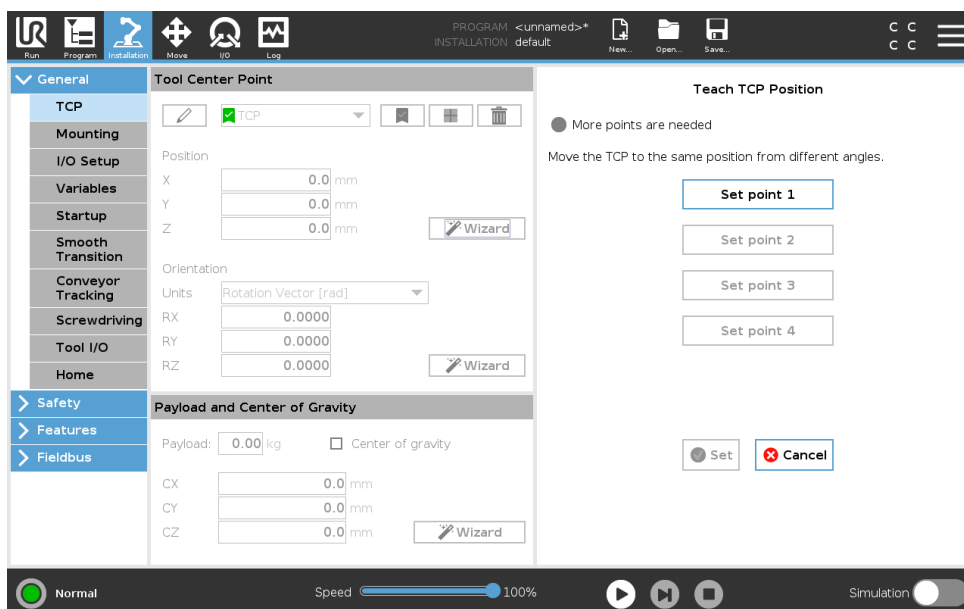 PROGRAM <unnamed>*
INSTALLATION default
Run
Program
Installation
Move
I/O
Log
New...
Open...
Save...
C C
C C
General
TCP
Mounting
I/O Setup
Variables
Startup
Smooth
Transition
Conveyor
Tracking
Screwdriving
Tool I/O
Home
Safety
Features
Fieldbus
Tool Center Point
TCP
Position
X 0.0 mm
Y 0.0 mm
Z 0.0 mm
Wizard
Orientation
Units Rotation Vector [rad]
RX 0.0000
RY 0.0000
RZ 0.0000
Wizard
Payload and Center of Gravity
Payload: 0.00 kg
Center of gravity
CX 0.0 mm
CY 0.0 mm
CZ 0.0 mm
Wizard
Teach TCP Position
More points are needed
Move the TCP to the same position from different angles.
Set point 1
Set point 2
Set point 3
Set point 4
Set
Cancel
Normal
Speed 100%
Simulation